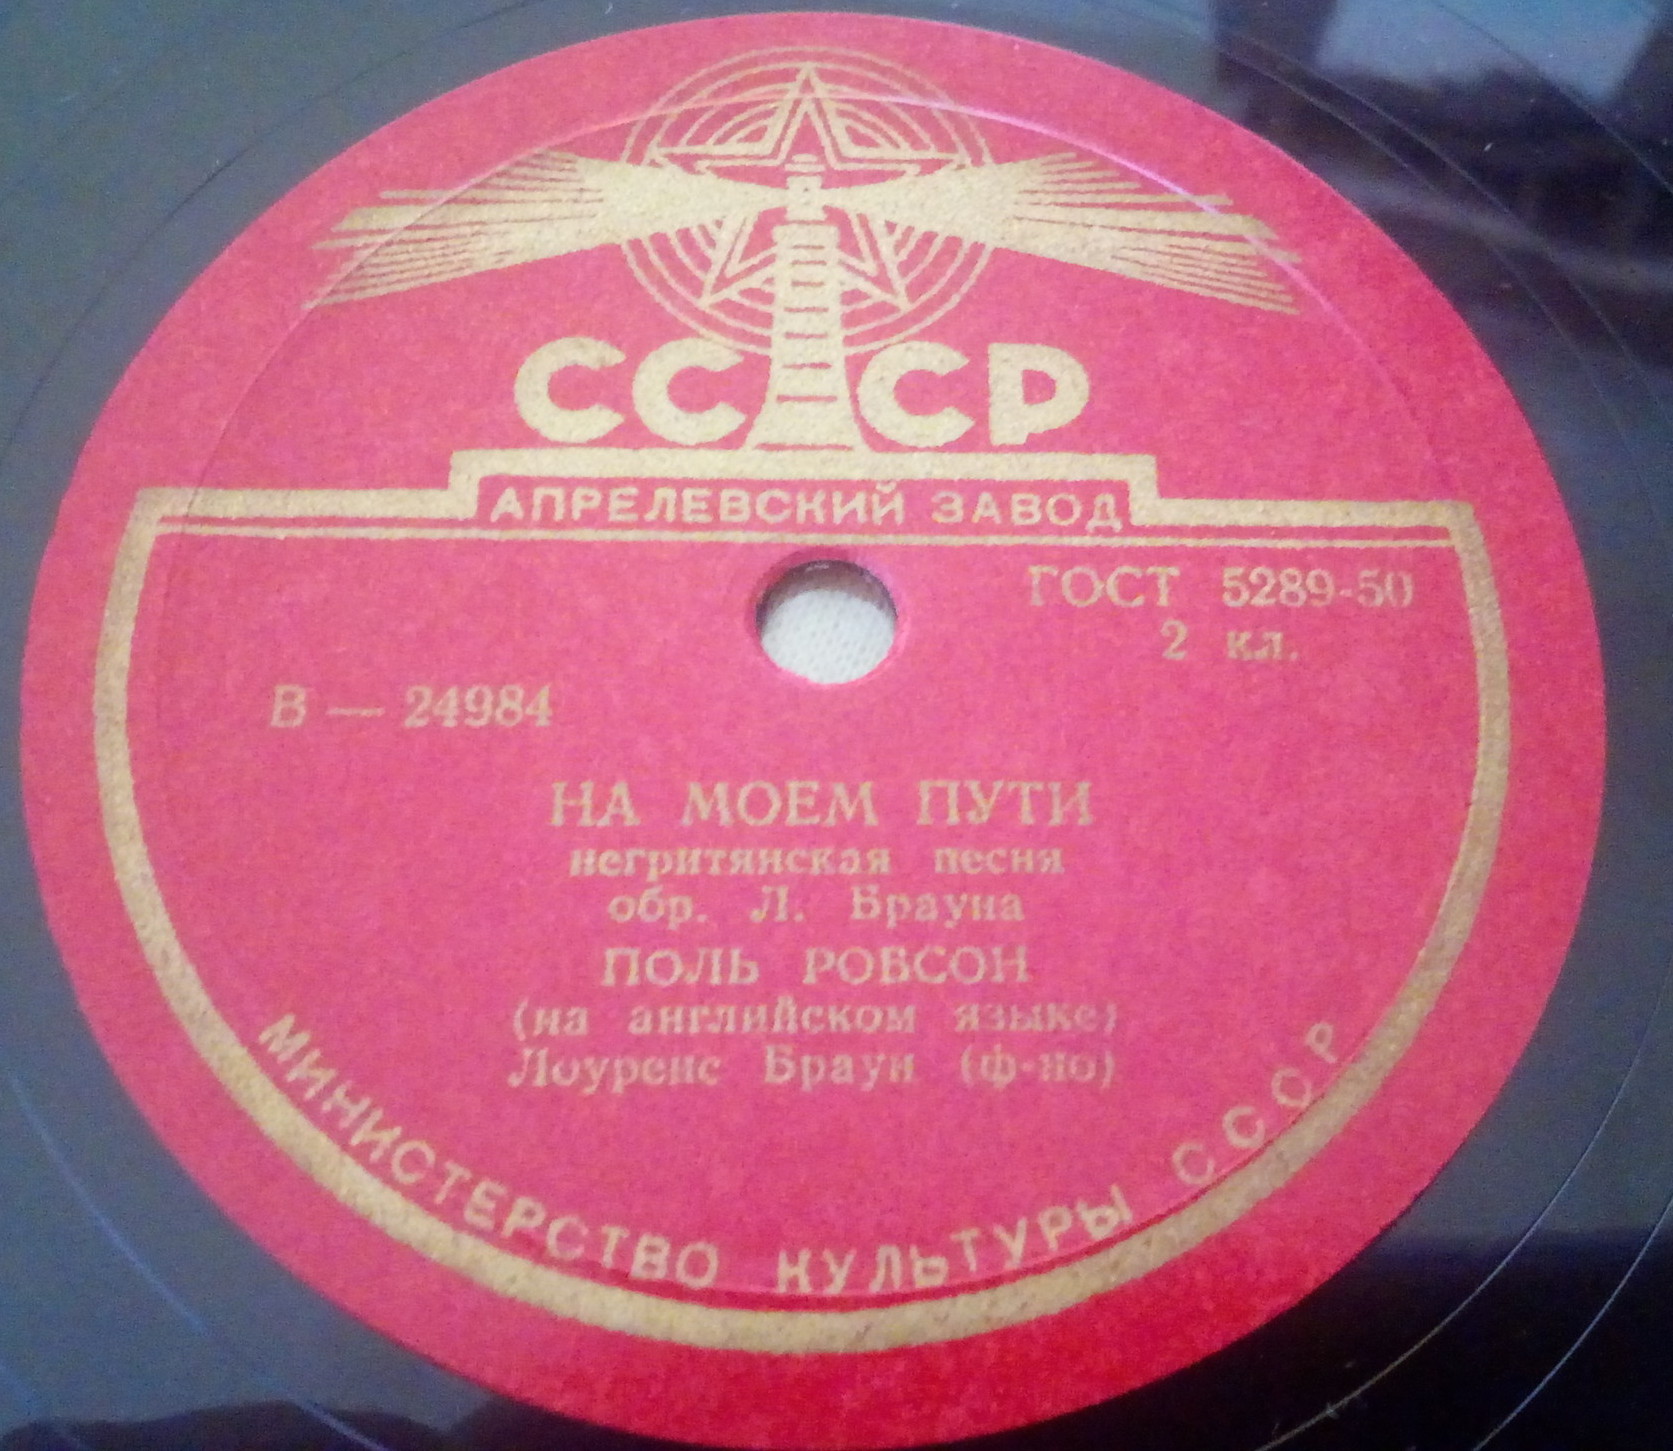 СССР
АПРЕЛЕВСКИЙ ЗАВОД
ГОСТ 5289-50
2 кл.
В — 24984
НА МОЕМ ПУТИ
негритянская песня
обр. Л. Брауна
ПОЛЬ РОБСОН
(на английском языке)
Лоуренс Браун (ф-но)
МИНИСТЕРСТВО КУЛЬТУРЫ СССР